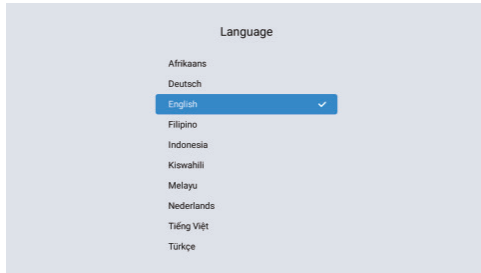 Language
Afrikaans
Deutsch
English
Filipino
Indonesia
Kiswahili
Melayu
Nederlands
Tiếng Việt
Türkçe